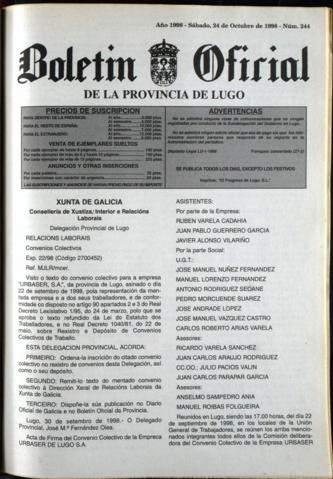 Año 1998 - Sábado, 24 de Octubre de 1998 - Núm. 244
Boletín Oficial
DE LA PROVINCIA DE LUGO
PRECIOS DE SUSCRIPCION
VENTA DE EJEMPLARES SUELTOS
ANUNCIOS Y OTRAS INSERCIONES
ADVERTENCIAS
SE PUBLICA TODOS LOS DIAS, EXCEPTO LOS FESTIVOS
XUNTA DE GALICIA
Consellería de Xustiza, Interior e Relacións
Laborais
Delegación Provincial de Lugo
RELACIONS LABORAIS
Convenios Colectivos
Exp. 22/98 (Código 2700452)
Ref. MJLR/mcer.
Visto o texto do convenio colectivo para a empresa
"URBASER, S.A.", da provincia de Lugo, asinado o día
22 de setembro de 1998, pola representación da men-
tada empresa e a dos seus traballadores, e de confor-
midade co disposto no artigo 90 apartados 2 e 3 do Real
Decreto Lexislativo 1/95, do 24 de marzo, polo que se
aproba o texto refundido da Lei do Estatuto dos
Traballadores, e no Real Decreto 1040/81, do 22 de
maio, sobre Rexistro e Depósito de Convenios
Colectivos de Traballo.
ESTA DELEGACION PROVINCIAL, ACORDA:
PRIMEIRO: Ordena-la inscrición do citado convenio
colectivo no rexistro de convenios desta Delegación, así
como o seu depósito.
SEGUNDO: Remiti-lo texto do mentado convenio
colectivo á Dirección Xeral de Relacións Laborais da
Xunta de Galicia.
TERCEIRO: Dispoñe-la súa publicación no Diario
Oficial de Galicia e no Boletín Oficial da Provincia.
Lugo, 30 de setembro de 1998.- O Delegado
Provincial, José Mª Fernández Olea.
Acta de Firma del Convenio Colectivo de la Empresa
URBASER DE LUGO S.A.
ASISTENTES:
Por parte de la Empresa:
RUBEN VARELA CADAHIA
JUAN PABLO GUERRERO GARCIA
JAVIER ALONSO VILARIÑO
Por la parte Social:
U.G.T.:
JOSE MANUEL NUÑEZ FERNANDEZ
MANUEL LORENZO FERNANDEZ
ANTONIO RODRIGUEZ SEOANE
PEDRO MORCUENDE SUAREZ
JOSE ANDRADE LOPEZ
JOSE MANUEL VAZQUEZ CASTRO
CARLOS ROBERTO ARIAS VARELA
Asesores:
RICARDO VARELA SANCHEZ
JUAN CARLOS ARAUJO RODRIGUEZ
CC.OO.: JULIO PACIOS VALIN
JUAN CARLOS PARAPAR GARCIA
Asesores:
ANSELMO SAMPEDRO ANIA
MANUEL ROIBAS FOLGUEIRA
Reunidos en Lugo, siendo las 17,00 horas, del día 22
de septiembre de 1998, en los locales de la Unión
General de Trabajadores, se reúnen los arriba men-
cionados integrantes todos ellos de la Comisión delibera-
dora del Convenio Colectivo de la Empresa URBASER